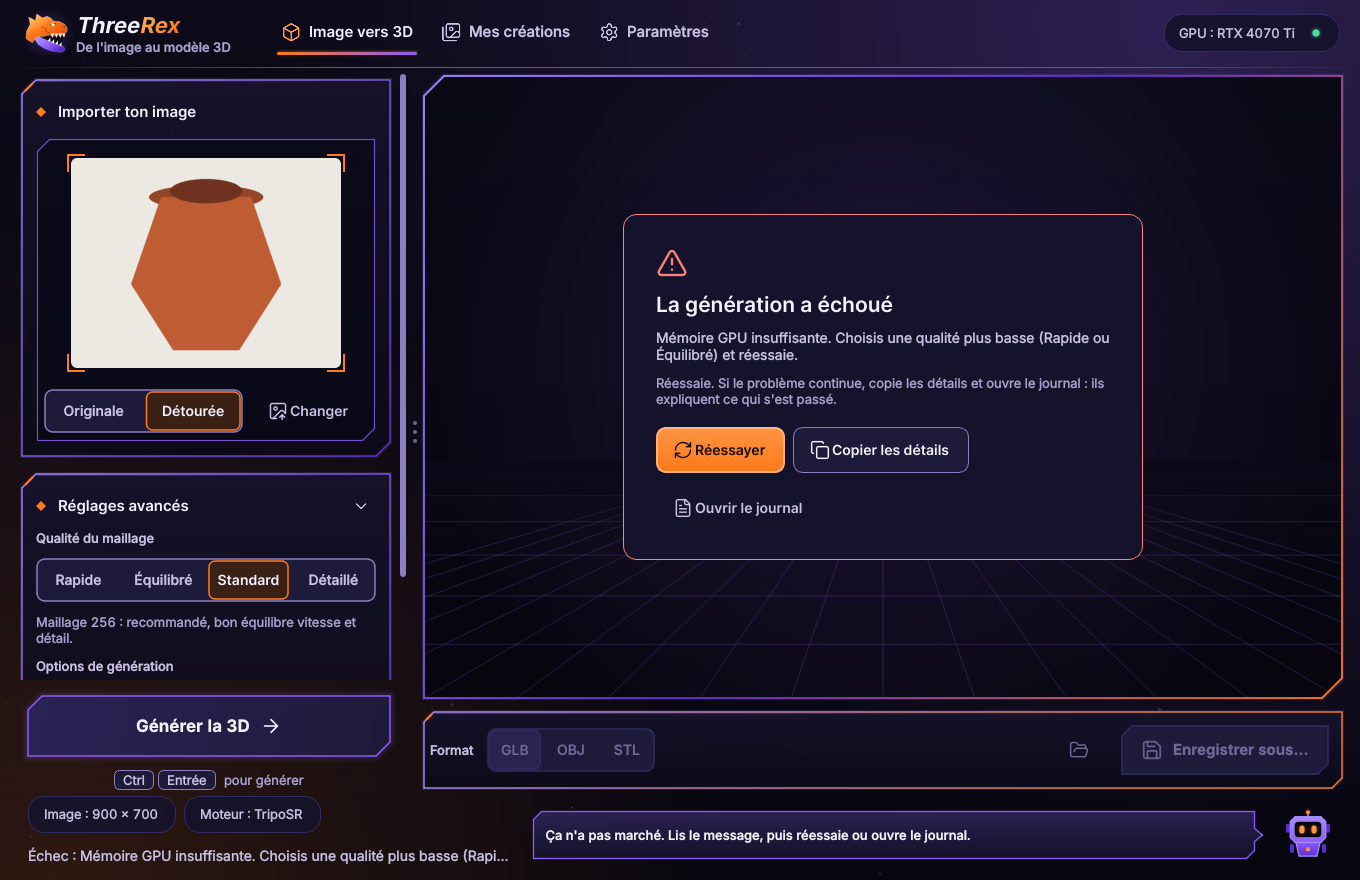 ThreeRex
De l'image au modèle 3D
Image vers 3D
Mes créations
Paramètres
GPU : RTX 4070 Ti
Importer ton image
Originale
Détourée
Changer
Réglages avancés
Qualité du maillage
Rapide
Équilibré
Standard
Détaillé
Maillage 256 : recommandé, bon équilibre vitesse et
détail.
Options de génération
Générer la 3D
Ctrl Entrée pour générer
Image : 900 × 700
Moteur : TripoSR
Échec : Mémoire GPU insuffisante. Choisis une qualité plus basse (Rapi...
La génération a échoué
Mémoire GPU insuffisante. Choisis une qualité plus basse (Rapide ou
Équilibré) et réessaie.
Réessaie. Si le problème continue, copie les détails et ouvre le journal : ils
expliquent ce qui s'est passé.
Réessayer
Copier les détails
Ouvrir le journal
Format
GLB
OBJ
STL
Enregistrer sous...
Ça n'a pas marché. Lis le message, puis réessaie ou ouvre le journal.